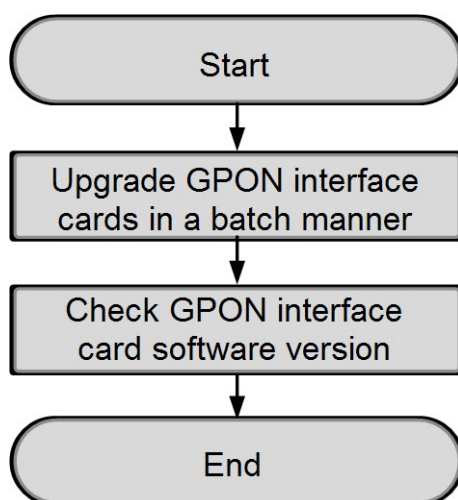 Start
Upgrade GPON interface
cards in a batch manner
Check GPON interface
card software version
End